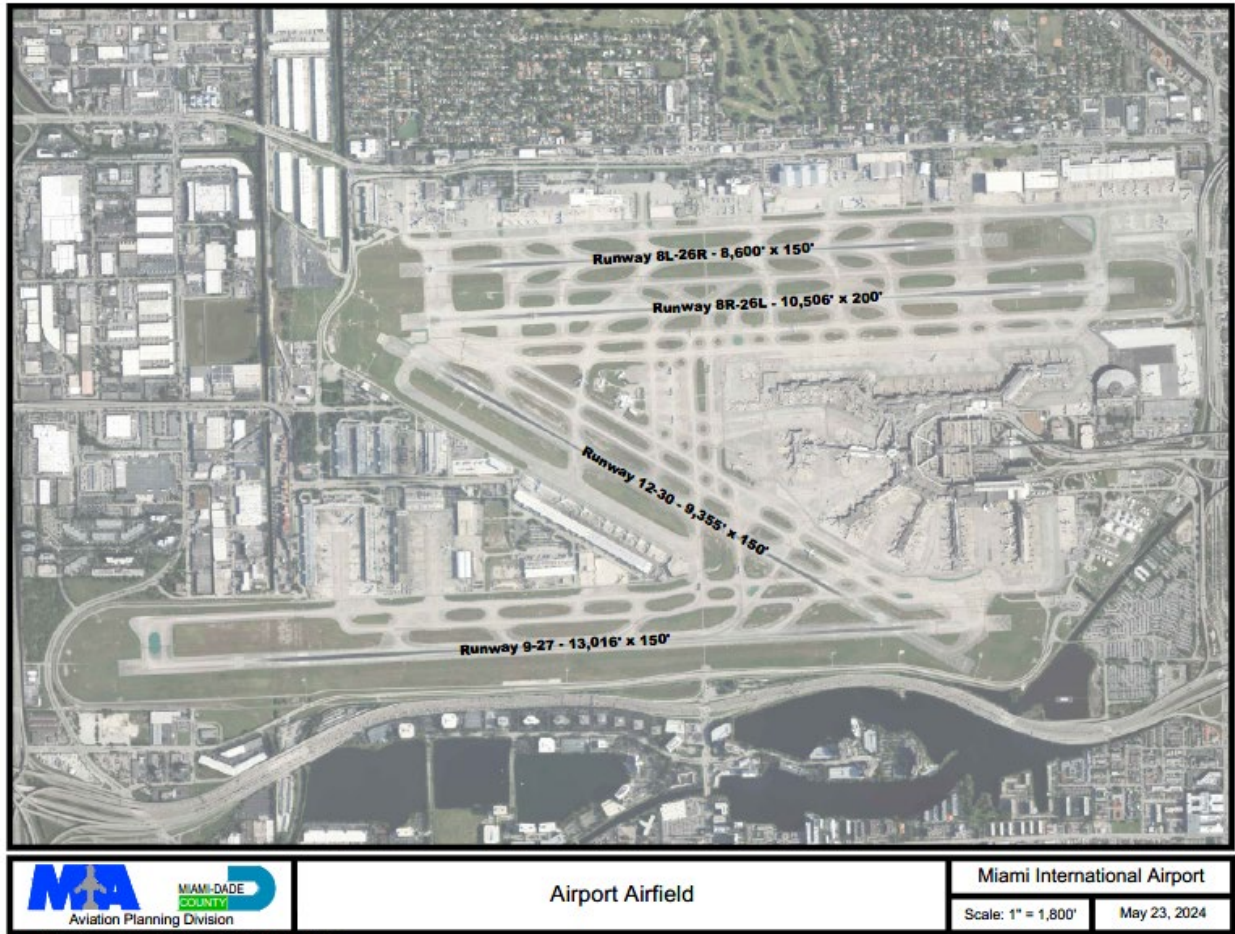 Runway 8L-26R - 8,600' x 150'
Runway 8R-26L - 10,506' x 200'
Runway 12-30 - 9,355' x 150'
Runway 9-27 - 13,016' x 150'
MIA
MIAMI-DADE
COUNTY
Aviation Planning Division
Airport Airfield
Miami International Airport
Scale: 1" = 1,800'
May 23, 2024